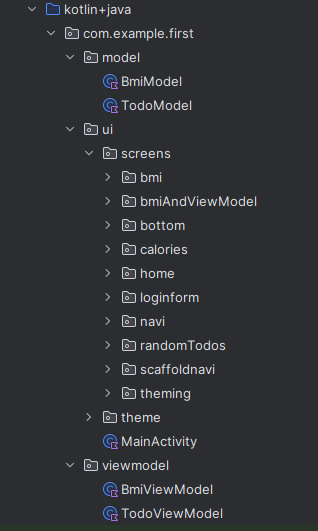 kotlin+java
com.example.first
model
BmiModel
TodoModel
ui
screens
bmi
bmiAndViewModel
bottom
calories
home
loginform
navi
randomTodos
scaffoldnavi
theming
theme
MainActivity
viewmodel
BmiViewModel
TodoViewModel